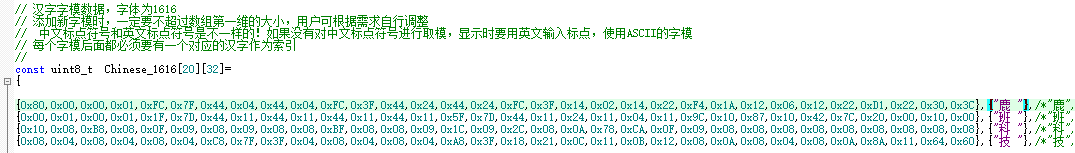 // 汉字字模数据，字体为1616
// 添加新字模时，一定要不超过数组第一维的大小，用户可根据需求自行调整
//  中文标点符号和英文标点符号是不一样的！如果没有对中文标点符号进行取模，显示时要用英文输入标点，使用ASCII的字模
// 每个字模后面都必须要有一个对应的汉字作为索引
//
const uint8_t  Chinese_1616[20][32]=
{
{0x80,0x00,0x00,0x01,0xFC,0x7F,0x44,0x04,0x44,0x04,0xFC,0x3F,0x44,0x24,0x44,0x24,0xFC,0x3F,0x14,0x02,0x14,0x22,0xF4,0x1A,0x12,0x06,0x12,0x22,0xD1,0x22,0x30,0x3C},{"鹿 "},/*"鹿",
{0x00,0x01,0x01,0x1F,0x7D,0x44,0x11,0x44,0x11,0x44,0x11,0x44,0x11,0x5F,0x7D,0x44,0x11,0x24,0x11,0x04,0x11,0x9C,0x10,0x87,0x10,0x42,0x7C,0x20,0x00,0x10,0x00},{"班 "},/*"班",
{0x10,0x08,0xB8,0x08,0x0F,0x09,0x08,0x09,0x08,0x08,0xBF,0x08,0x08,0x09,0x1C,0x09,0x2C,0x08,0x0A,0x78,0xCA,0x0F,0x09,0x08,0x08,0x08,0x08,0x08,0x08,0x08,0x08,0x08},{"科 "},/*"科",
{0x08,0x04,0x08,0x04,0x08,0x04,0xC8,0x7F,0x3F,0x04,0x08,0x04,0x08,0x04,0xA8,0x3F,0x18,0x21,0x0C,0x11,0x0B,0x12,0x08,0x0A,0x08,0x04,0x08,0x0A,0x8A,0x11,0x64,0x60},{"技 "},/*"技",